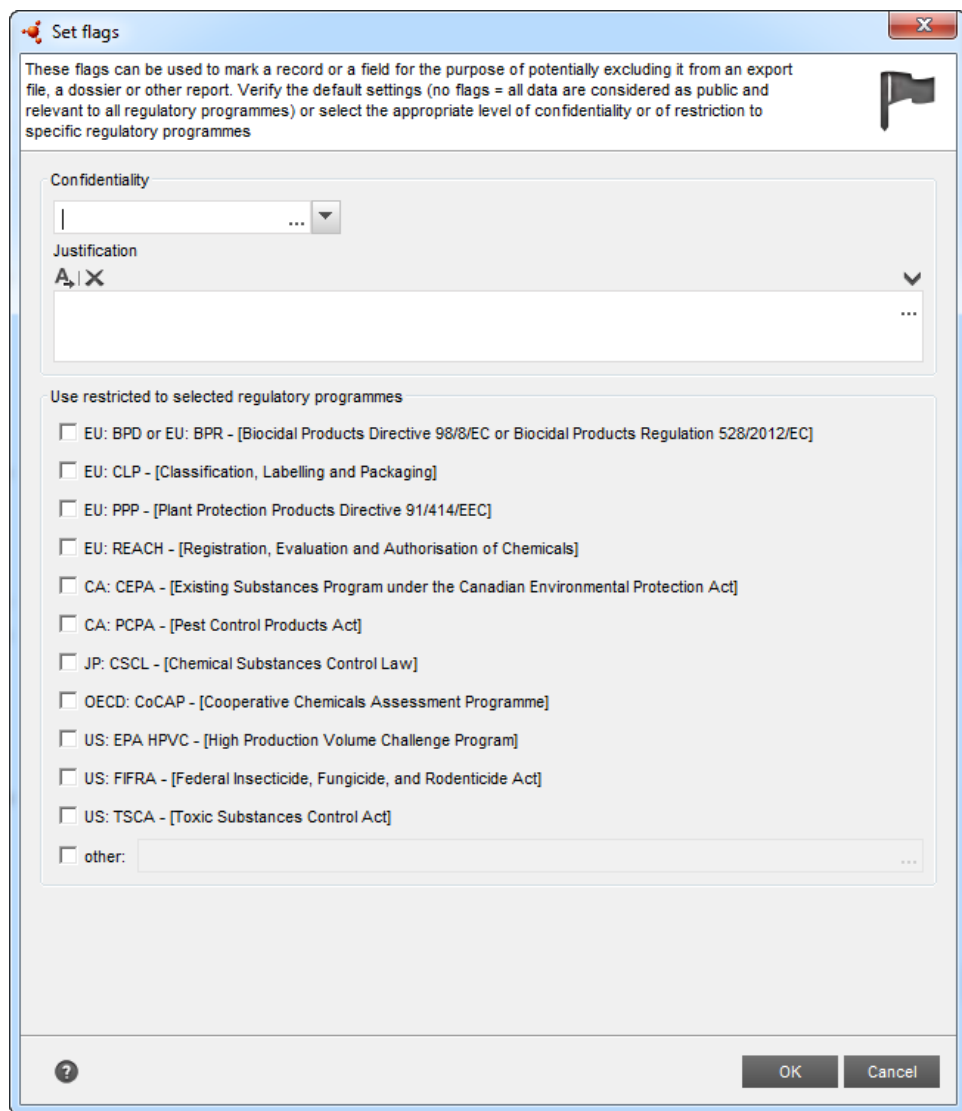 Set flags
These flags can be used to mark a record or a field for the purpose of potentially excluding it from an export
file, a dossier or other report. Verify the default settings (no flags = all data are considered as public and
relevant to all regulatory programmes) or select the appropriate level of confidentiality or of restriction to
specific regulatory programmes
Confidentiality
...
Justification
A
...
Use restricted to selected regulatory programmes
EU: BPD or EU: BPR - [Biocidal Products Directive 98/8/EC or Biocidal Products Regulation 528/2012/EC]
EU: CLP - [Classification, Labelling and Packaging]
EU: PPP - [Plant Protection Products Directive 91/414/EEC]
EU: REACH - [Registration, Evaluation and Authorisation of Chemicals]
CA: CEPA - [Existing Substances Program under the Canadian Environmental Protection Act]
CA: PCPA - [Pest Control Products Act]
JP: CSCL - [Chemical Substances Control Law]
OECD: CoCAP - [Cooperative Chemicals Assessment Programme]
US: EPA HPVC - [High Production Volume Challenge Program]
US: FIFRA - [Federal Insecticide, Fungicide, and Rodenticide Act]
US: TSCA - [Toxic Substances Control Act]
other: ...
? OK Cancel